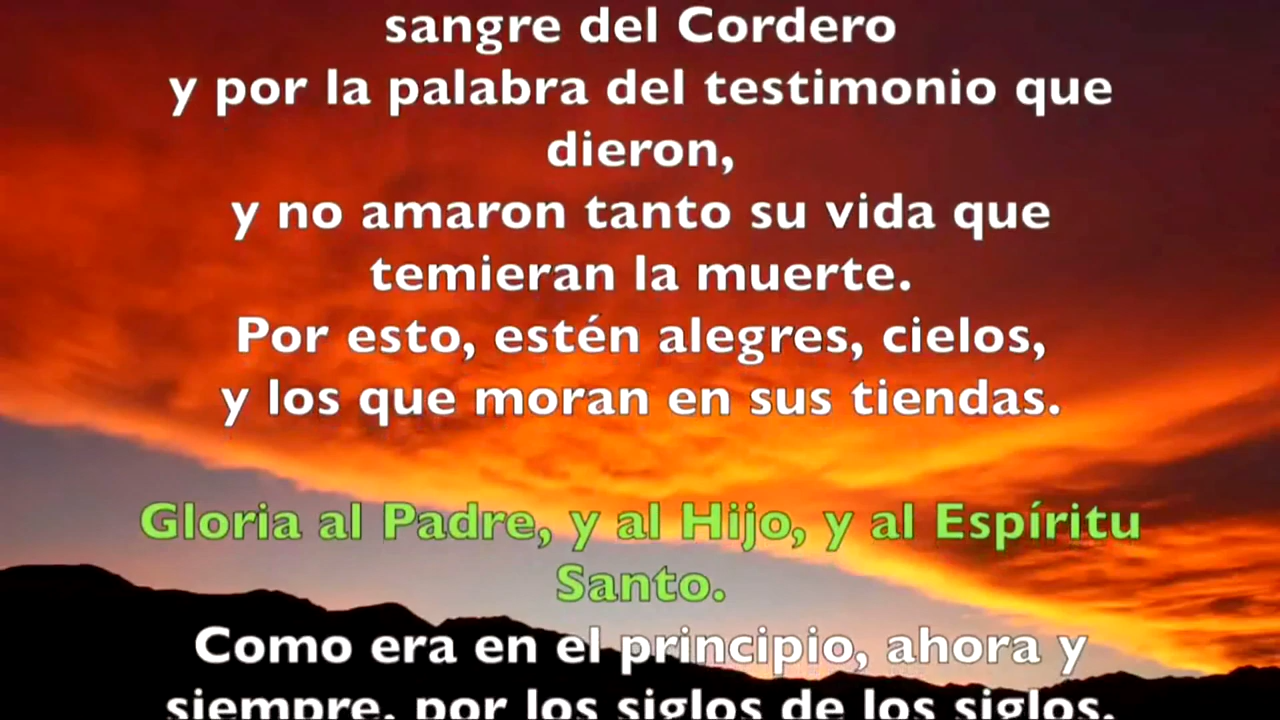 sangre del Cordero
y por la palabra del testimonio que
dieron,
y no amaron tanto su vida que
temieran la muerte.
Por esto, estén alegres, cielos,
y los que moran en sus tiendas.
Gloria al Padre, y al Hijo, y al Espíritu
Santo.
Como era en el principio, ahora y
siempre, por los siglos de los siglos.